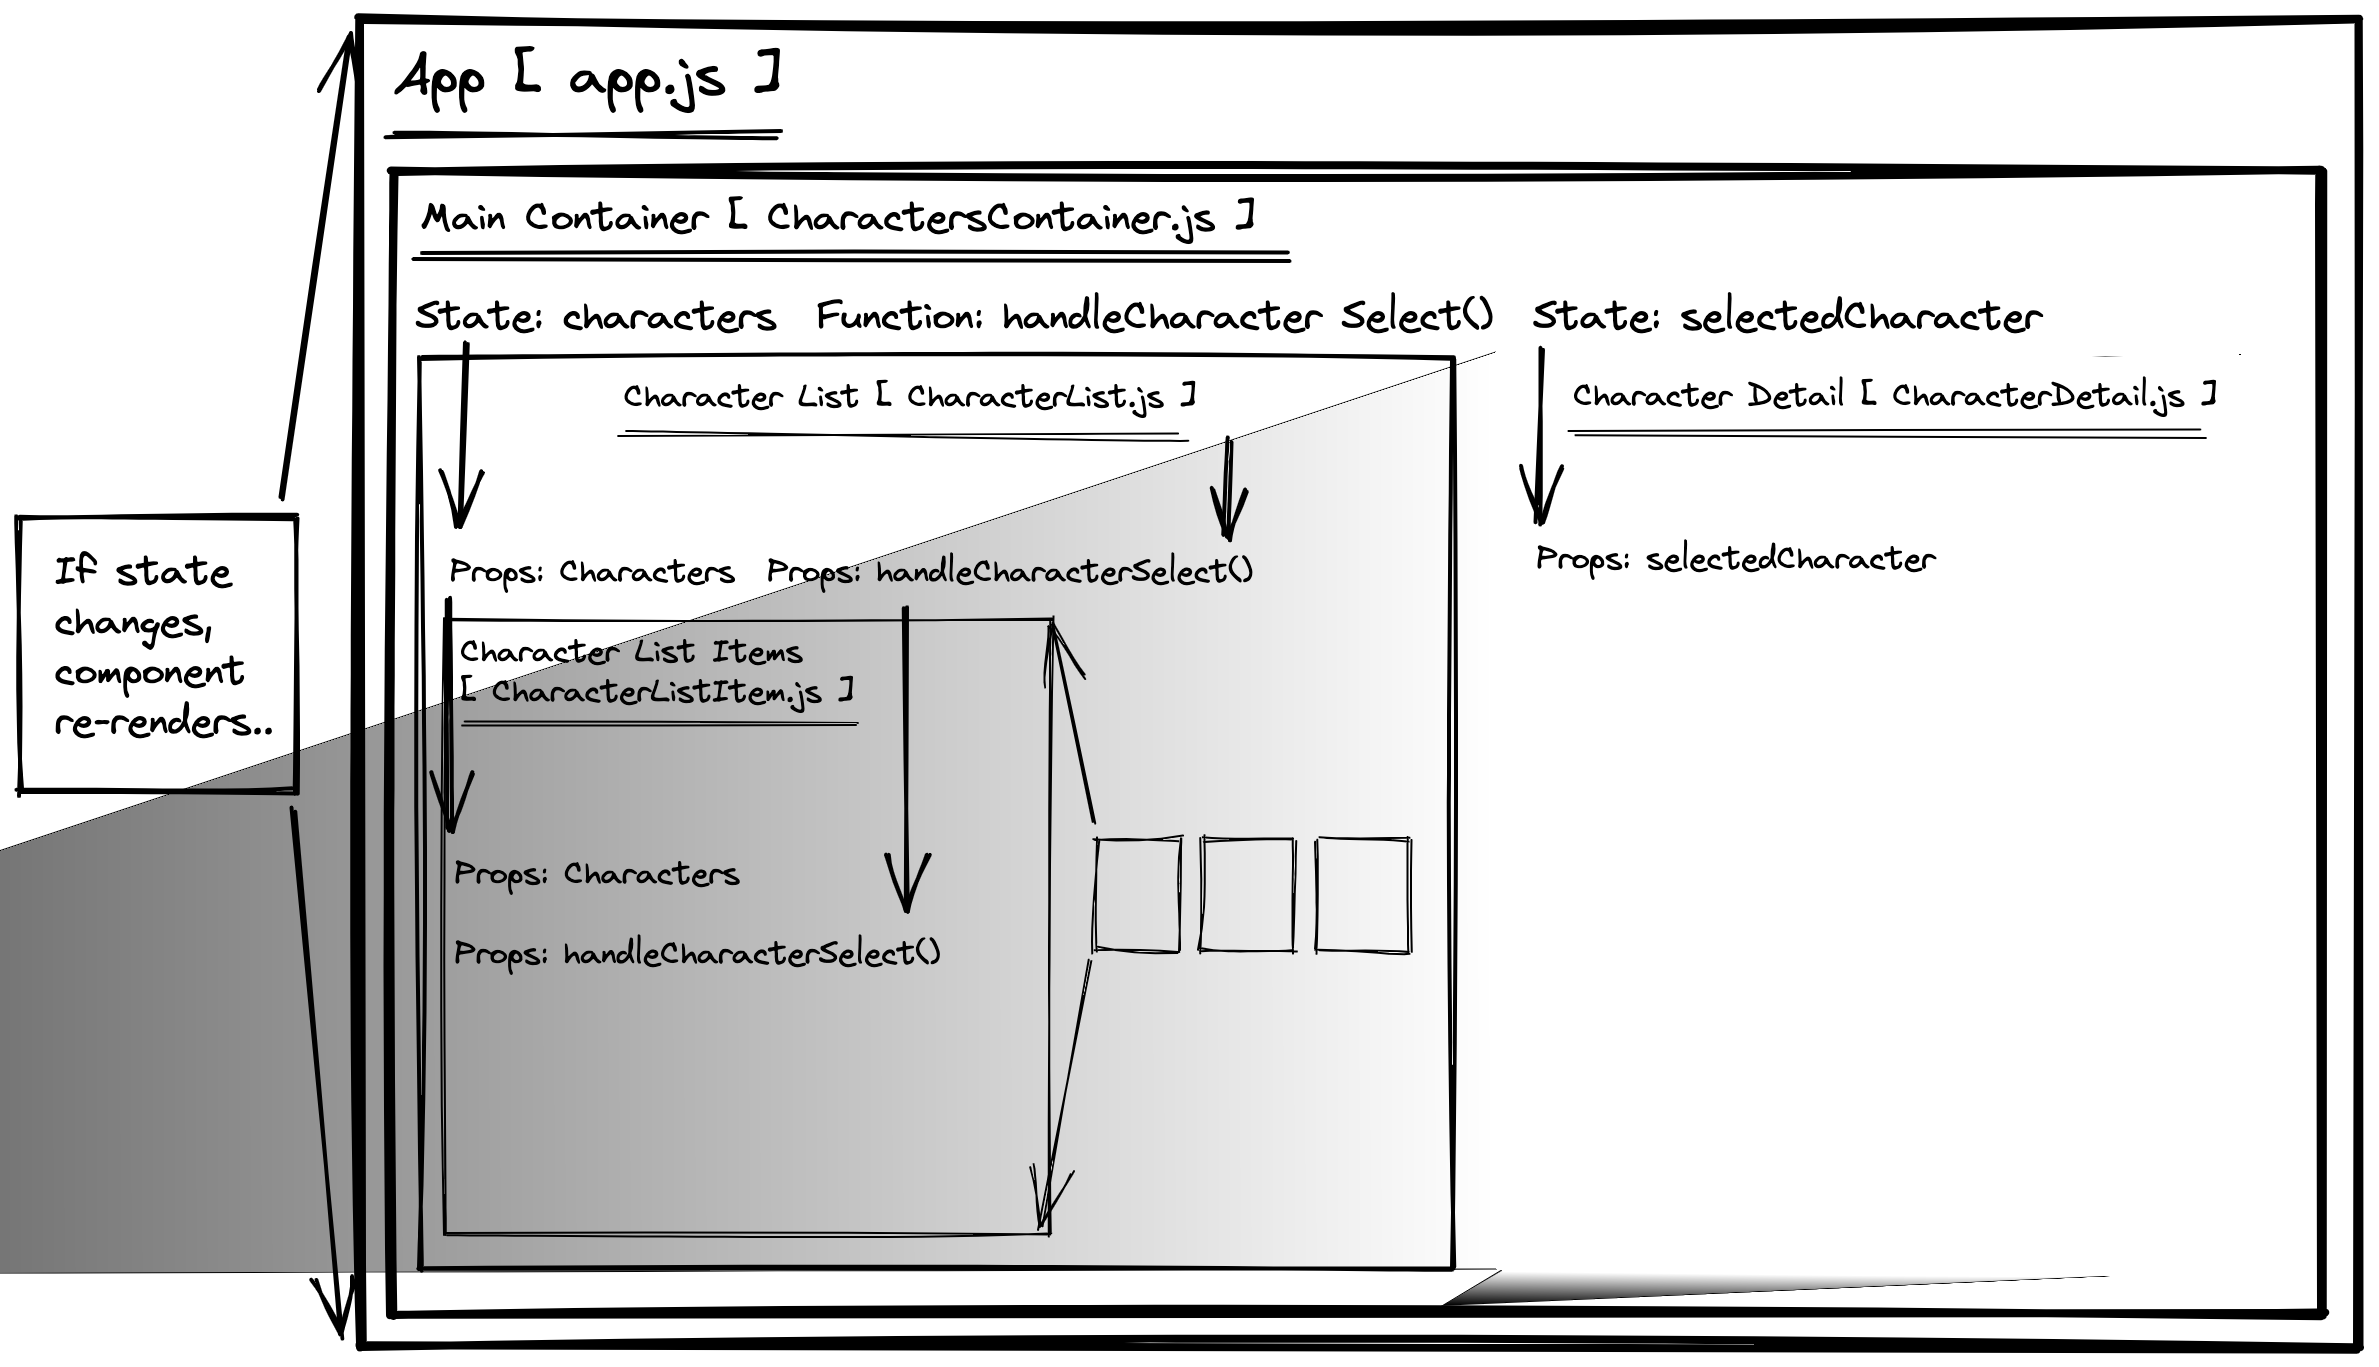 App [ app.js ]
Main Container [ CharactersContainer.js ]
State: characters Function: handleCharacter Select() State: selectedCharacter
Character List [ CharacterList.js ]
Character Detail [ CharacterDetail.js ]
If state
changes,
component
re-renders..
Props: Characters Props: handleCharacterSelect()
Props: selectedCharacter
Character List Items
[ CharacterListItem.js ]
Props: Characters
Props: handleCharacterSelect()